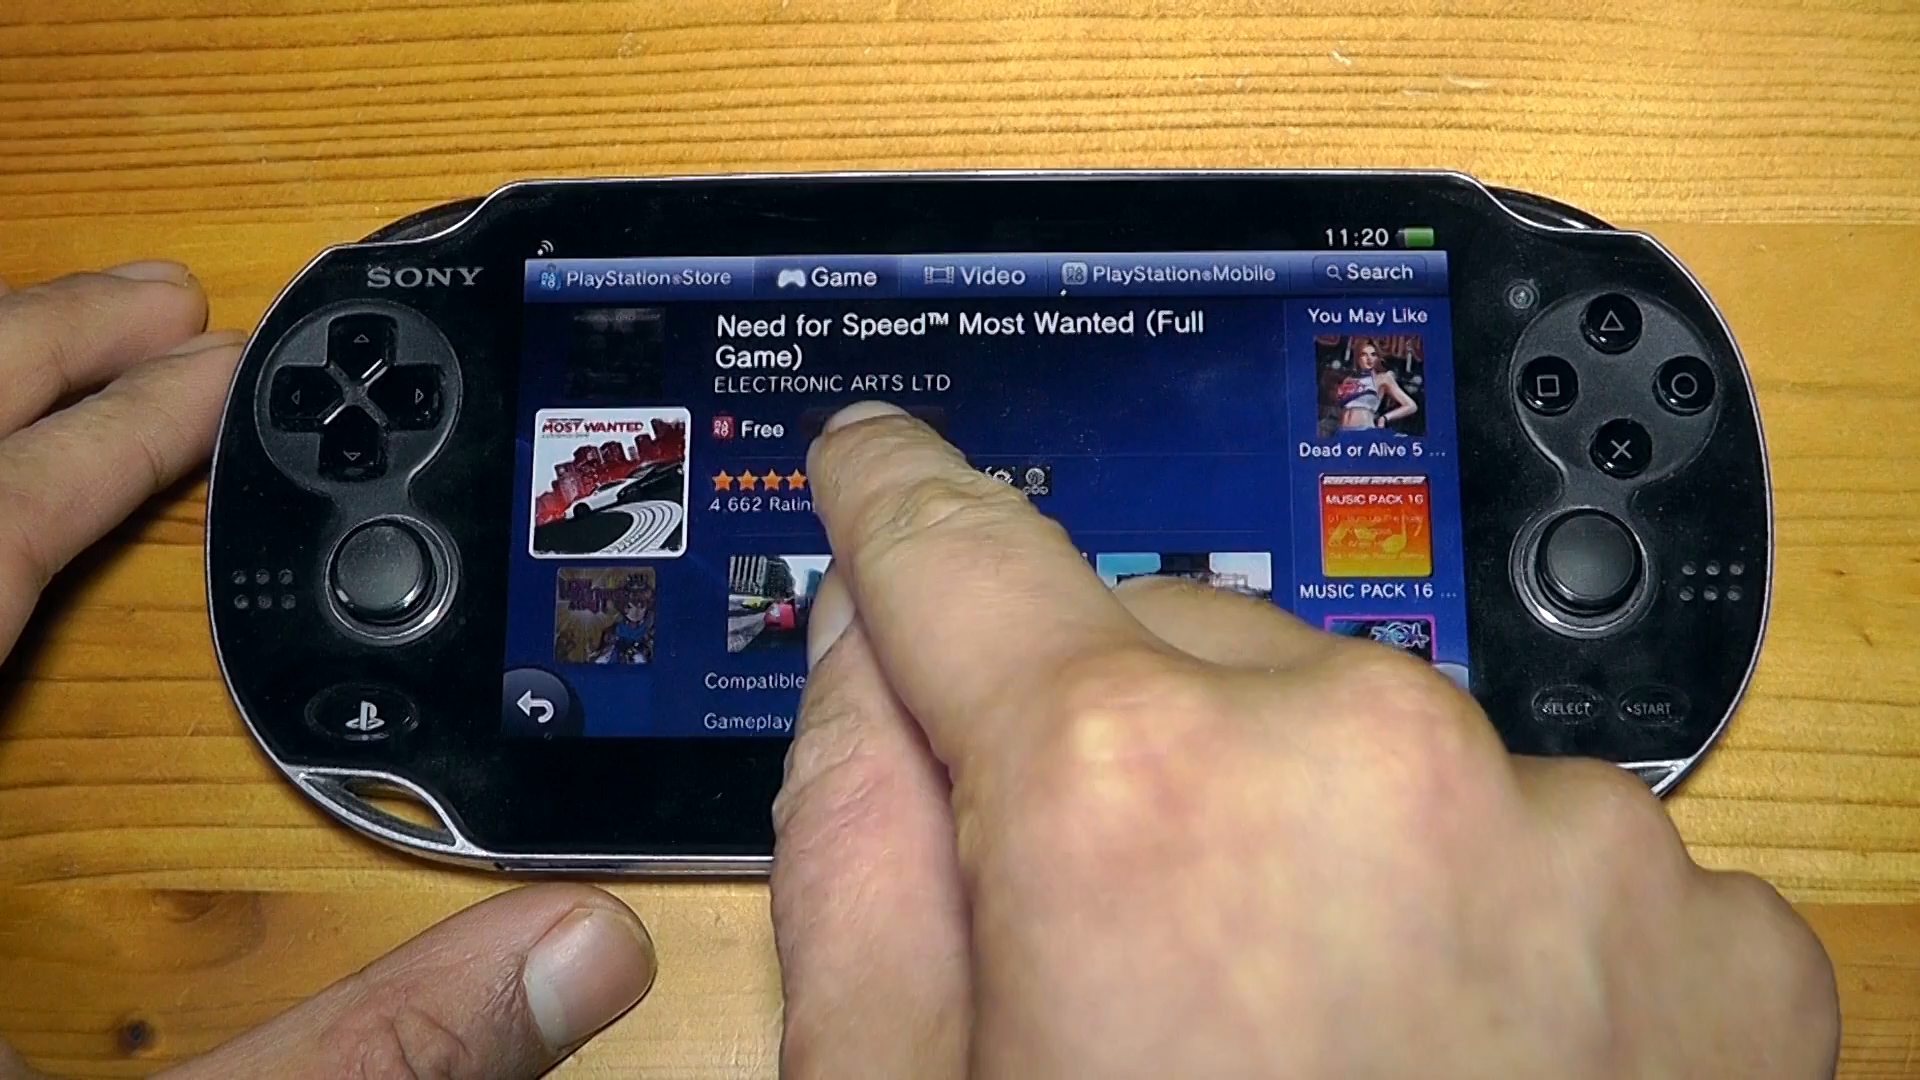 SONY
11:20
PlayStation®Store
Game
Video
PlayStation®Mobile
Search
Need for Speed™ Most Wanted (Full
Game)
ELECTRONIC ARTS LTD
Free
4.662
MOST WANTED
Compatible
Gameplay
You May Like
Dead or Alive 5 ...
MUSIC PACK 16
MUSIC PACK 16 ...
SELECT
START